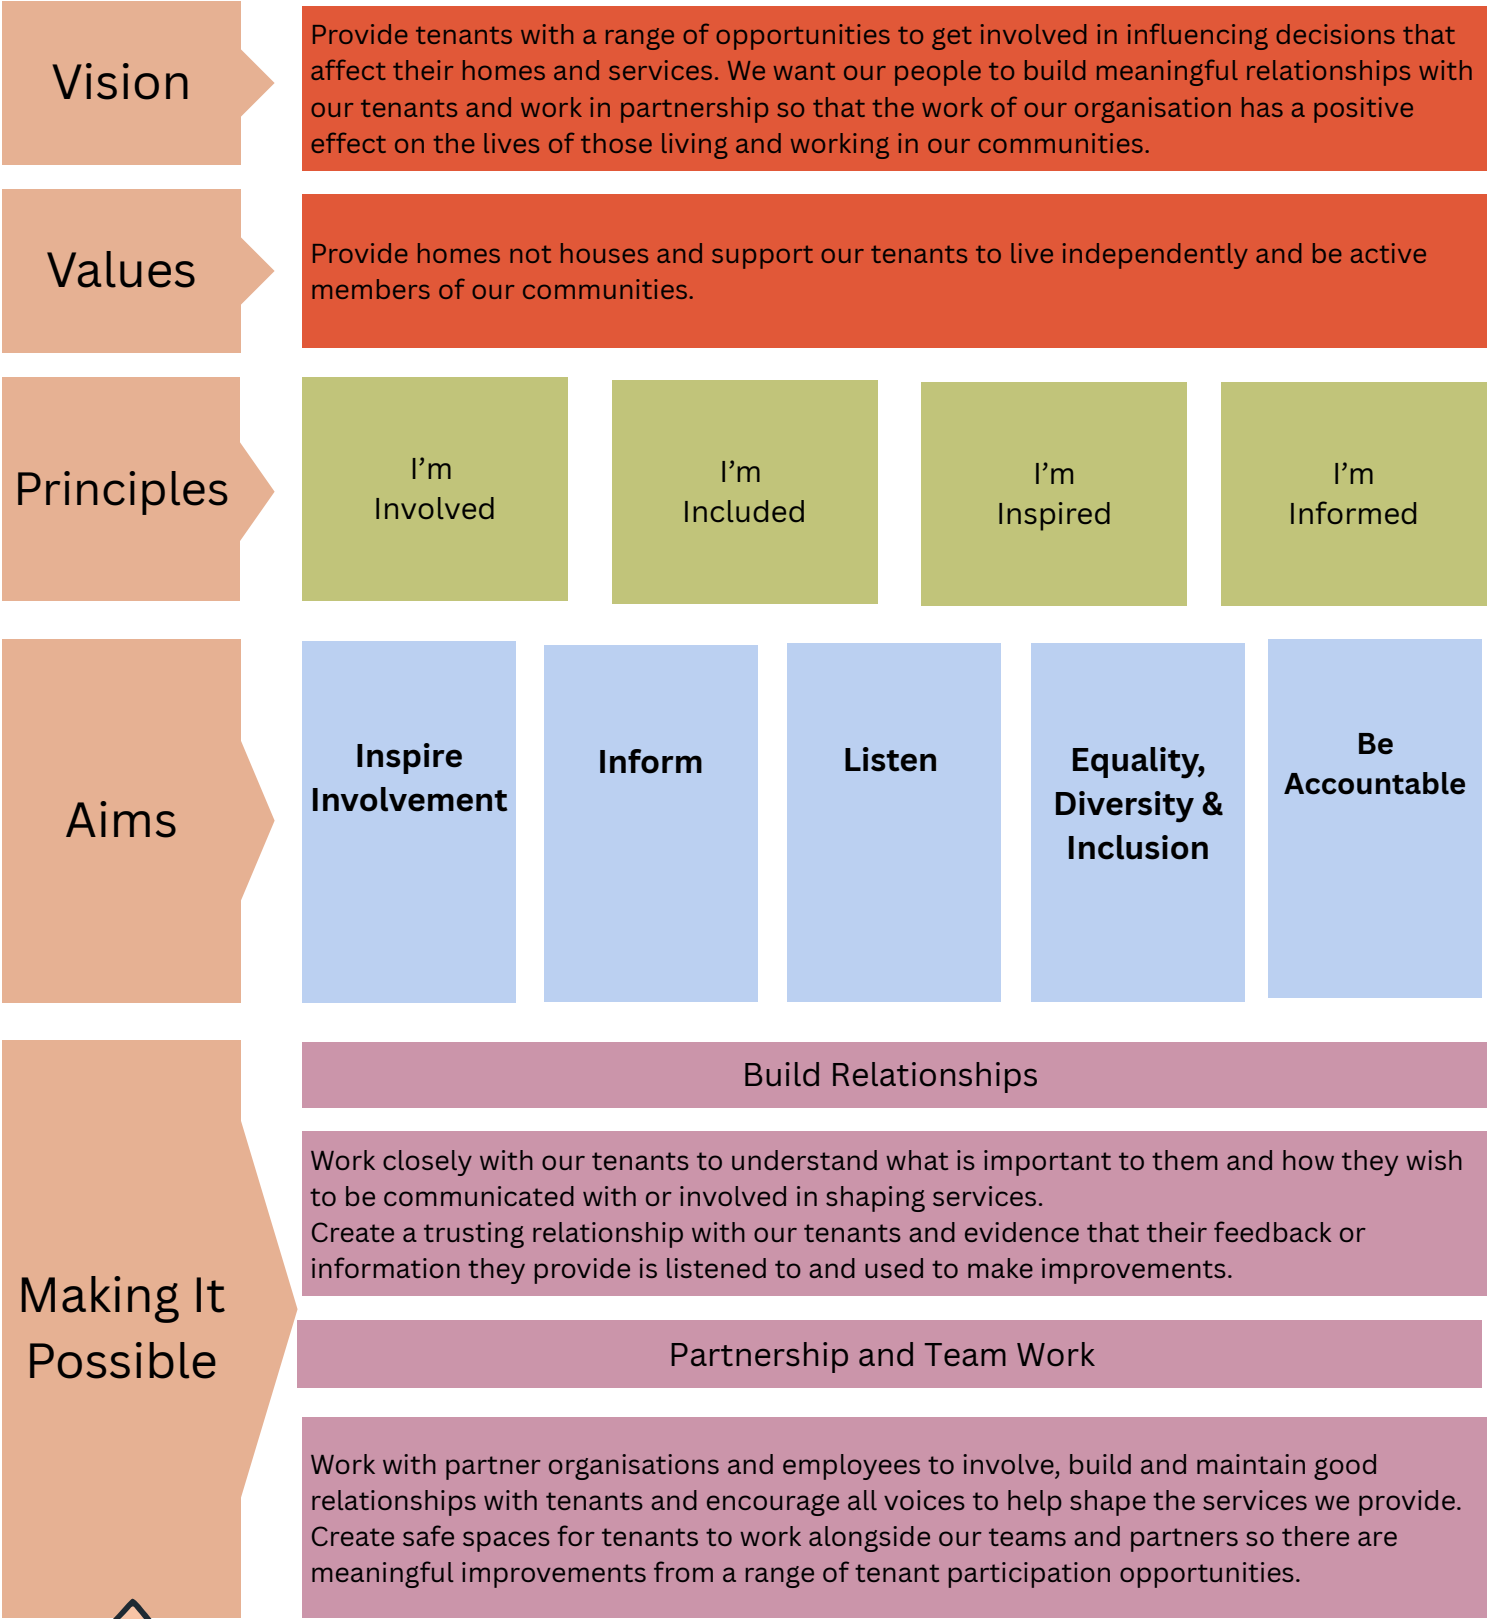 Vision
Provide tenants with a range of opportunities to get involved in influencing decisions that
affect their homes and services. We want our people to build meaningful relationships with
our tenants and work in partnership so that the work of our organisation has a positive
effect on the lives of those living and working in our communities.
Values
Provide homes not houses and support our tenants to live independently and be active
members of our communities.
Principles
I’m
Involved
I’m
Included
I’m
Inspired
I’m
Informed
Aims
Inspire
Involvement
Inform
Listen
Equality,
Diversity &
Inclusion
Be
Accountable
Making It
Possible
Build Relationships
Work closely with our tenants to understand what is important to them and how they wish
to be communicated with or involved in shaping services.
Create a trusting relationship with our tenants and evidence that their feedback or
information they provide is listened to and used to make improvements.
Partnership and Team Work
Work with partner organisations and employees to involve, build and maintain good
relationships with tenants and encourage all voices to help shape the services we provide.
Create safe spaces for tenants to work alongside our teams and partners so there are
meaningful improvements from a range of tenant participation opportunities.